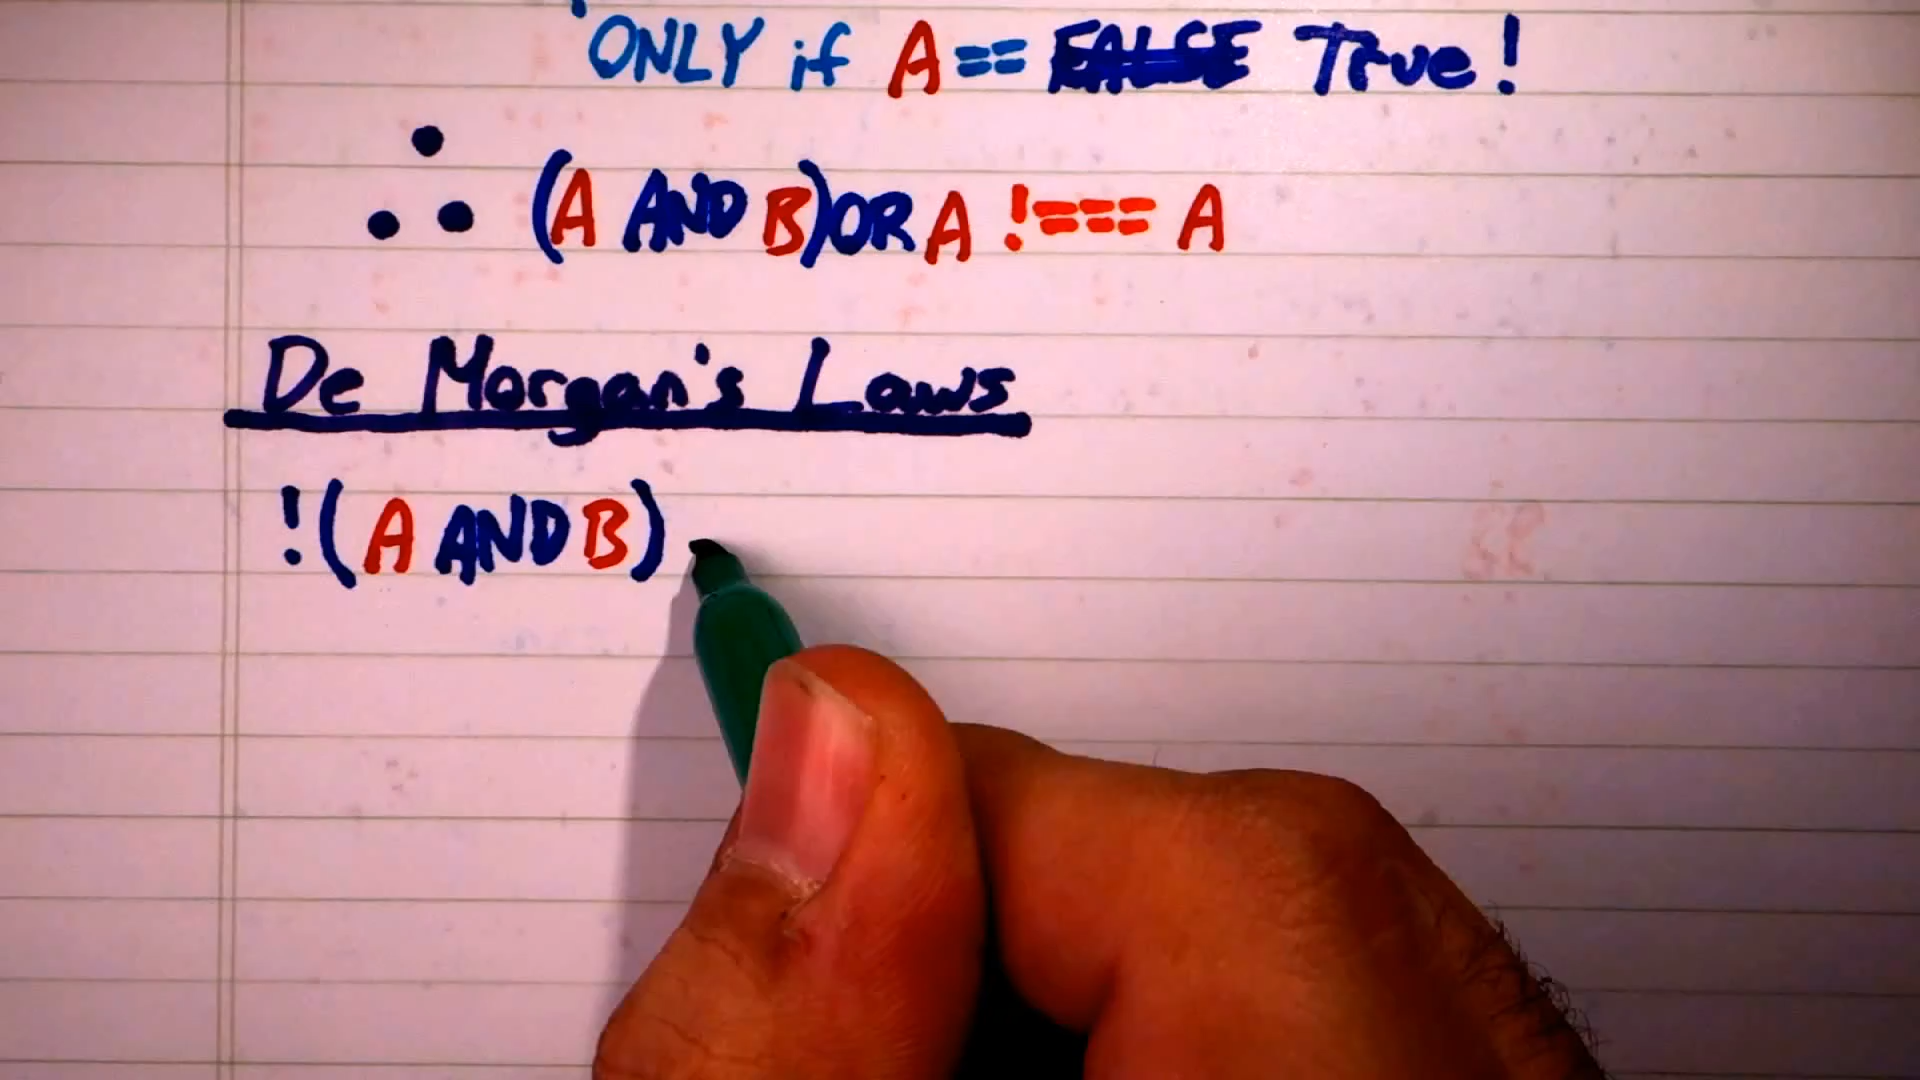 ONLY if A == FALSE True!
∴ (A AND B) OR A !=== A
De Morgan's Laws
!(A AND B)